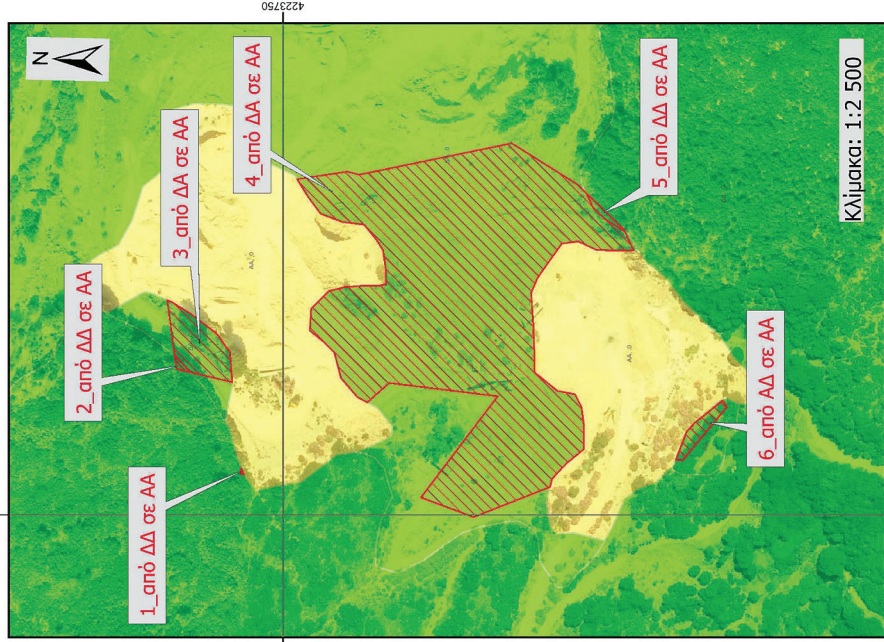 4223750
N
1_από ΔΔ σε ΑΑ
2_από ΔΔ σε ΑΑ
3_από ΔΑ σε ΑΑ
4_από ΔΑ σε ΑΑ
5_από ΔΔ σε ΑΑ
6_από ΑΔ σε ΑΑ
Κλίμακα: 1:2 500